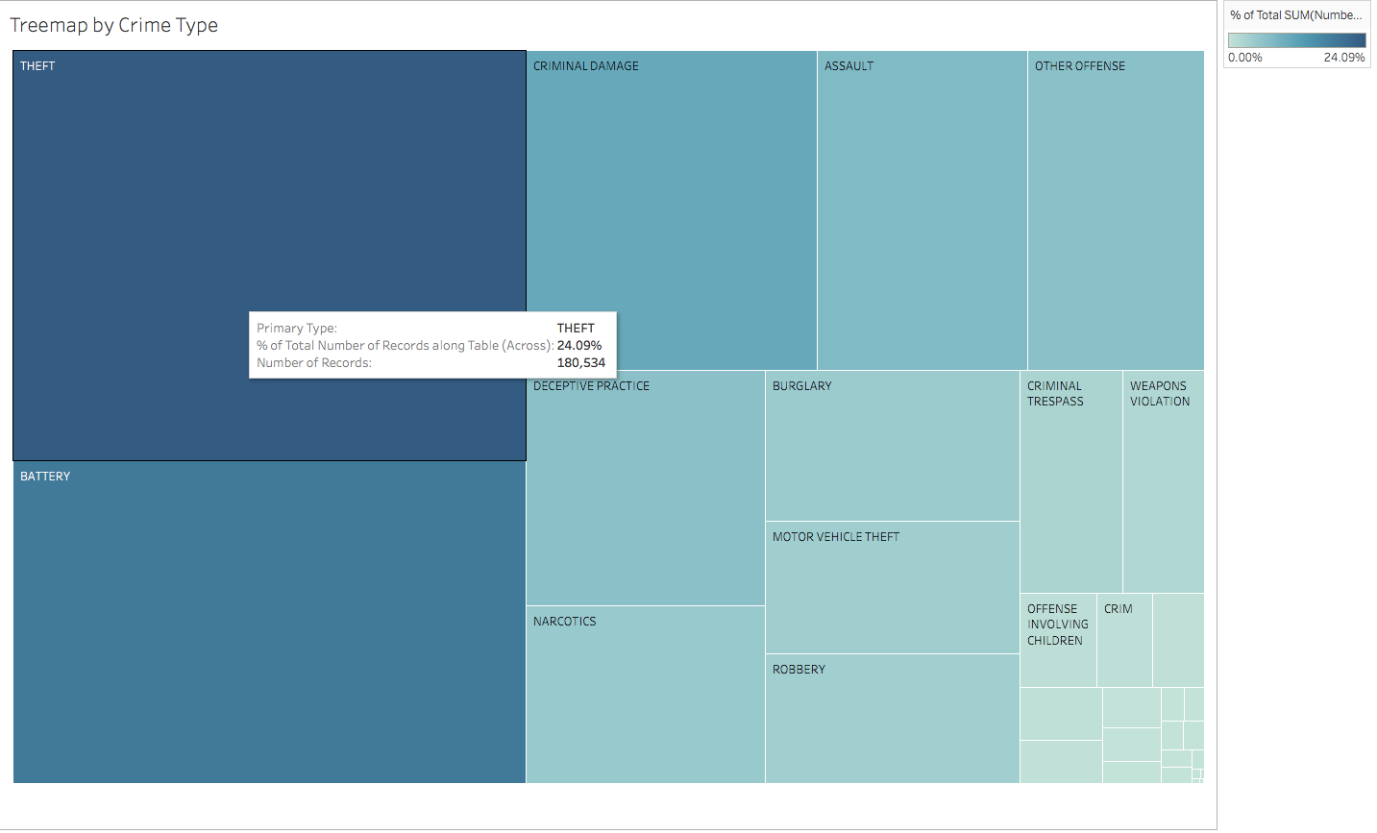 Treemap by Crime Type
% of Total SUM(Numbe...
0.00% 24.09%
THEFT
CRIMINAL DAMAGE
ASSAULT
OTHER OFFENSE
Primary Type: THEFT
% of Total Number of Records along Table (Across): 24.09%
Number of Records: 180,534
DECEPTIVE PRACTICE
BURGLARY
CRIMINAL
TRESPASS
WEAPONS
VIOLATION
BATTERY
MOTOR VEHICLE THEFT
OFFENSE
INVOLVING
CHILDREN
CRIM
NARCOTICS
ROBBERY